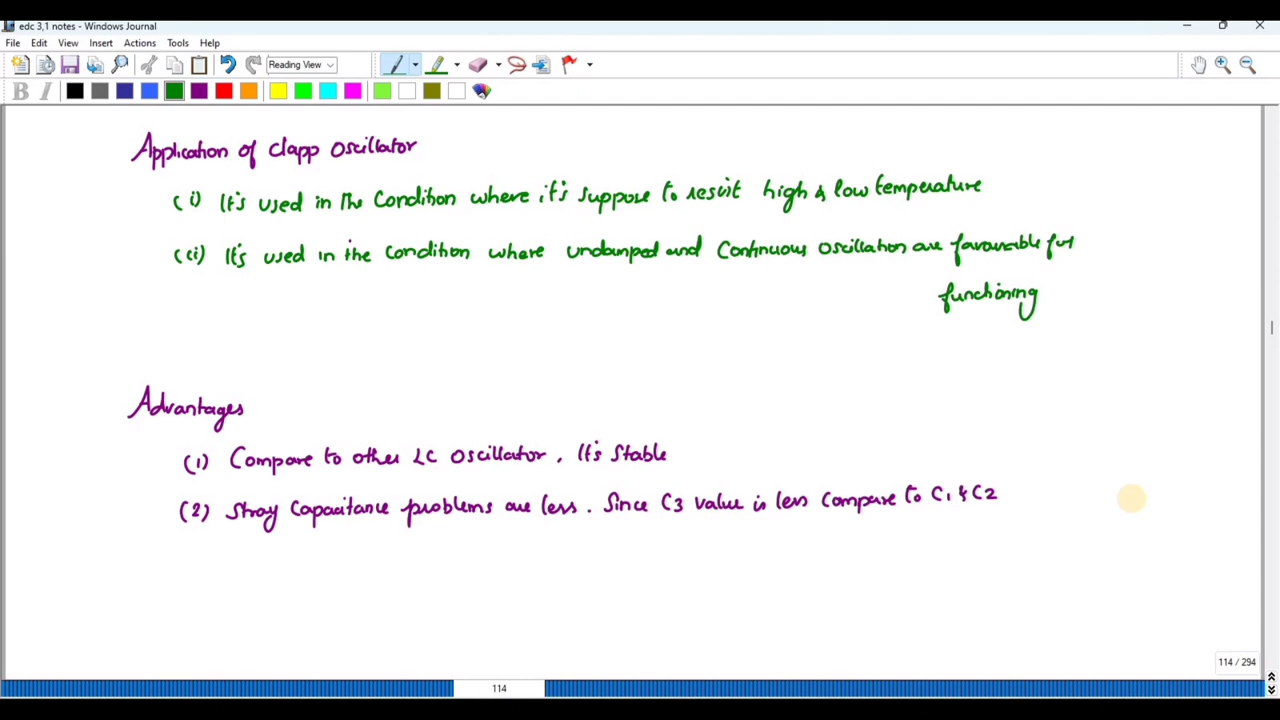 edc 3,1 notes - Windows Journal
File Edit View Insert Actions Tools Help
Reading View
B I
Application of clapp oscillator
(i) It's used in the Condition where it's suppose to resist high & low temperature
(ii) It's used in the condition where undamped and Continuous oscillation are favourable for
functioning
Advantages
(1) Compare to other LC oscillator, It's Stable
(2) Stray Capacitance problems are less. Since C3 value is less compare to C1 & C2
114 / 294
114